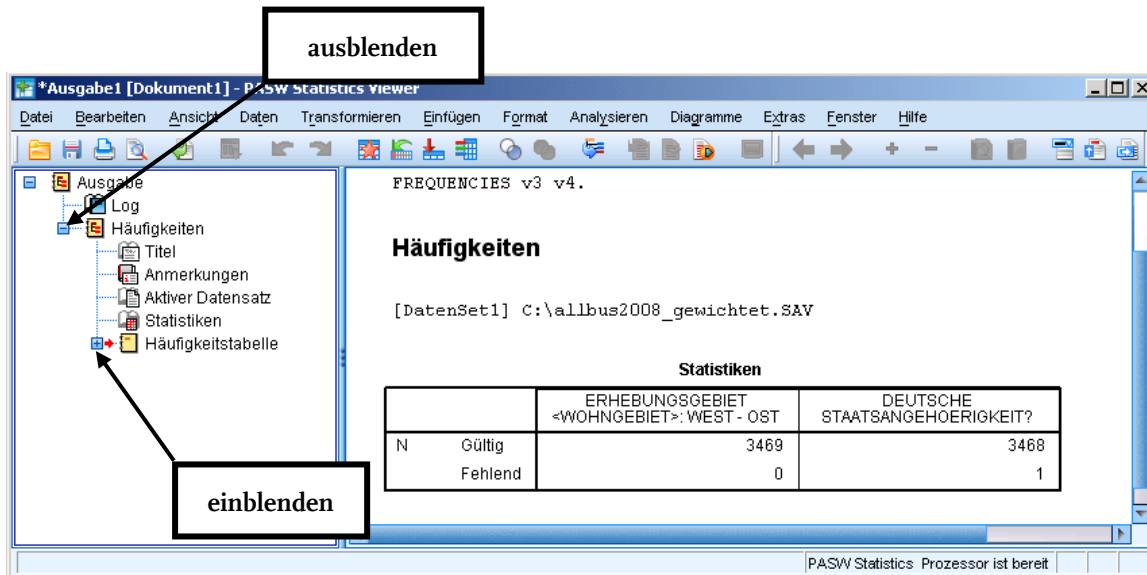 ausblenden
*Ausgabe1 [Dokument1] - PASW Statistics Viewer
Datei Bearbeiten Ansicht Daten Transformieren Einfügen Format Analysieren Diagramme Extras Fenster Hilfe
Ausgabe
Log
Häufigkeiten
Titel
Anmerkungen
Aktiver Datensatz
Statistiken
Häufigkeitstabelle
einblenden
FREQUENCIES v3 v4.
Häufigkeiten
[DatenSet1] C:\allbus2008_gewichtet.SAV
Statistiken
ERHEBUNGSGEBIET DEUTSCHE
<WOHNGEBIET>: WEST - OST STAATSANGEHOERIGKEIT?
N Gültig 3469 3468
Fehlend 0 1
PASW Statistics Prozessor ist bereit